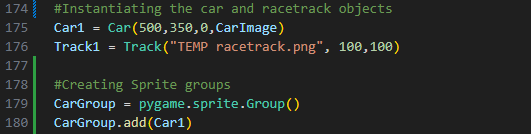 174 #Instantiating the car and racetrack objects
175 Car1 = Car(500,350,0,CarImage)
176 Track1 = Track("TEMP racetrack.png", 100,100)
177
178 #Creating Sprite groups
179 CarGroup = pygame.sprite.Group()
180 CarGroup.add(Car1)